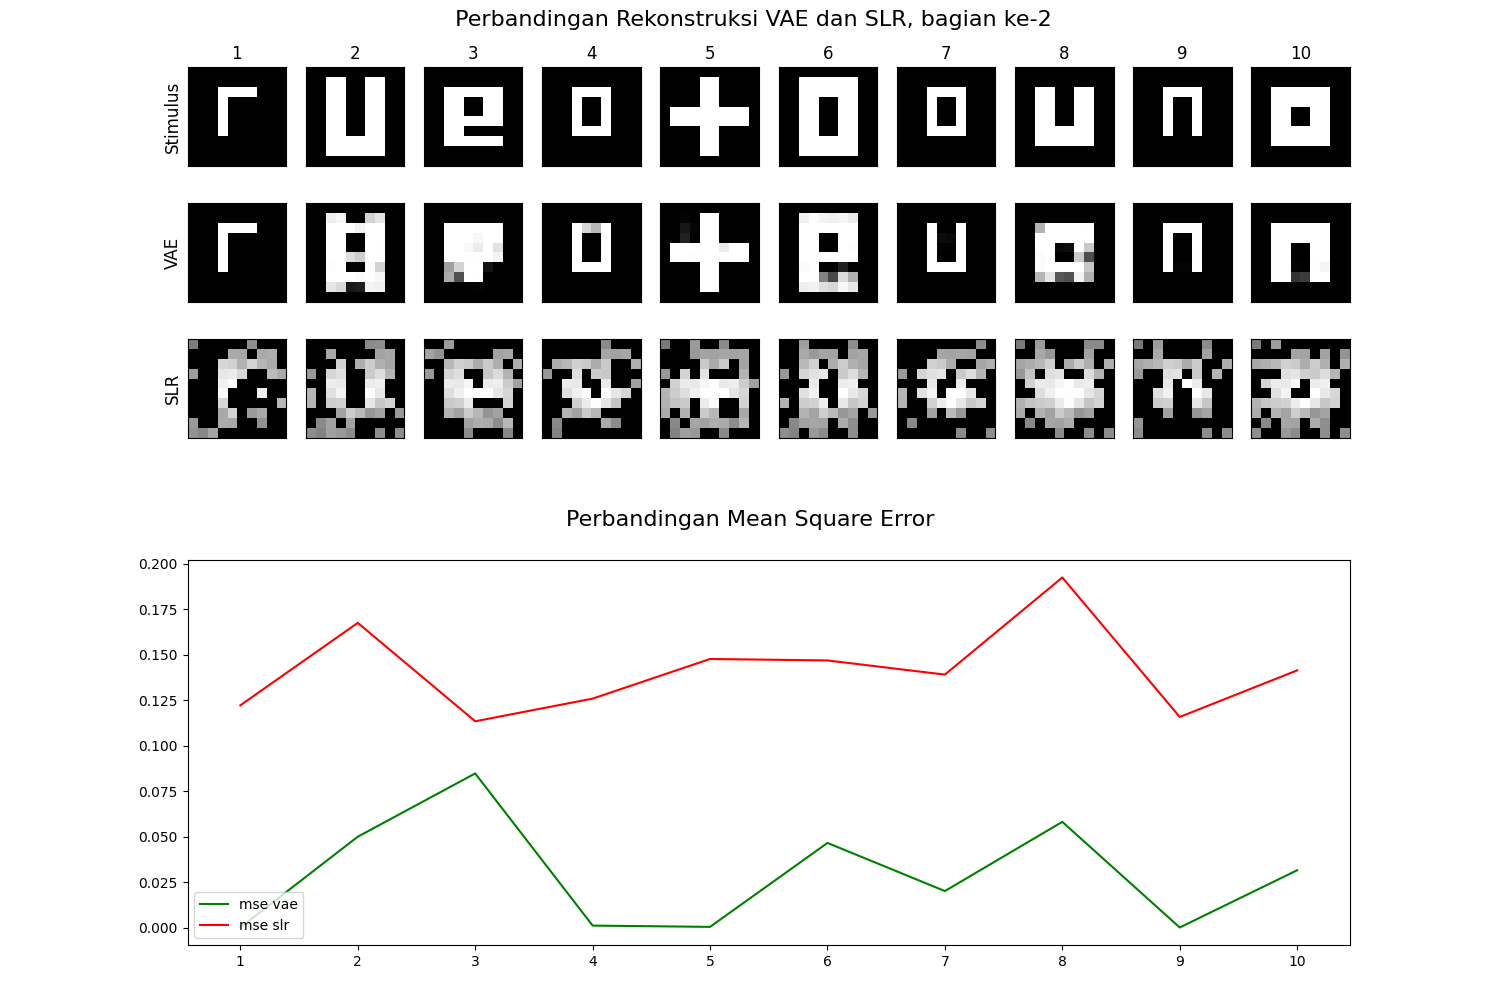 Perbandingan Rekonstruksi VAE dan SLR, bagian ke-2
1 2 3 4 5 6 7 8 9 10
Stimulus
VAE
SLR
Perbandingan Mean Square Error
0.200
0.175
0.150
0.125
0.100
0.075
0.050
0.025
0.000
mse vae
mse slr
1 2 3 4 5 6 7 8 9 10